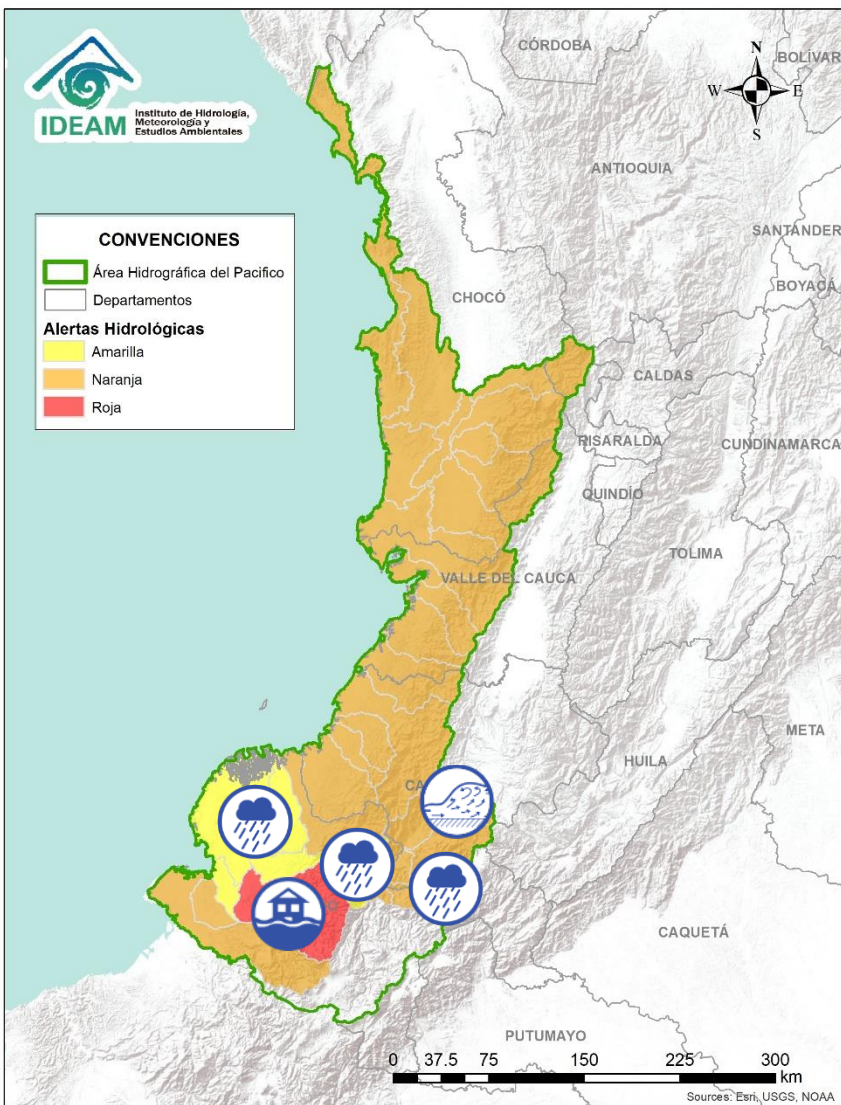 IDEAM
Instituto de Hidrología,
Meteorología y
Estudios Ambientales
N
W
E
S
CÓRDOBA
BOLÍVAR
ANTIOQUIA
SANTANDER
BOYACÁ
CHOCÓ
CALDAS
RISARALDA
CUNDINAMARCA
QUINDÍO
TOLIMA
VALLE DEL CAUCA
META
HUILA
CAQUETÁ
PUTUMAYO
CONVENCIONES
Área Hidrográfica del Pacifico
Departamentos
Alertas Hidrológicas
Amarilla
Naranja
Roja
0 37.5 75 150 225 300
km
Sources: Esri, USGS, NOAA